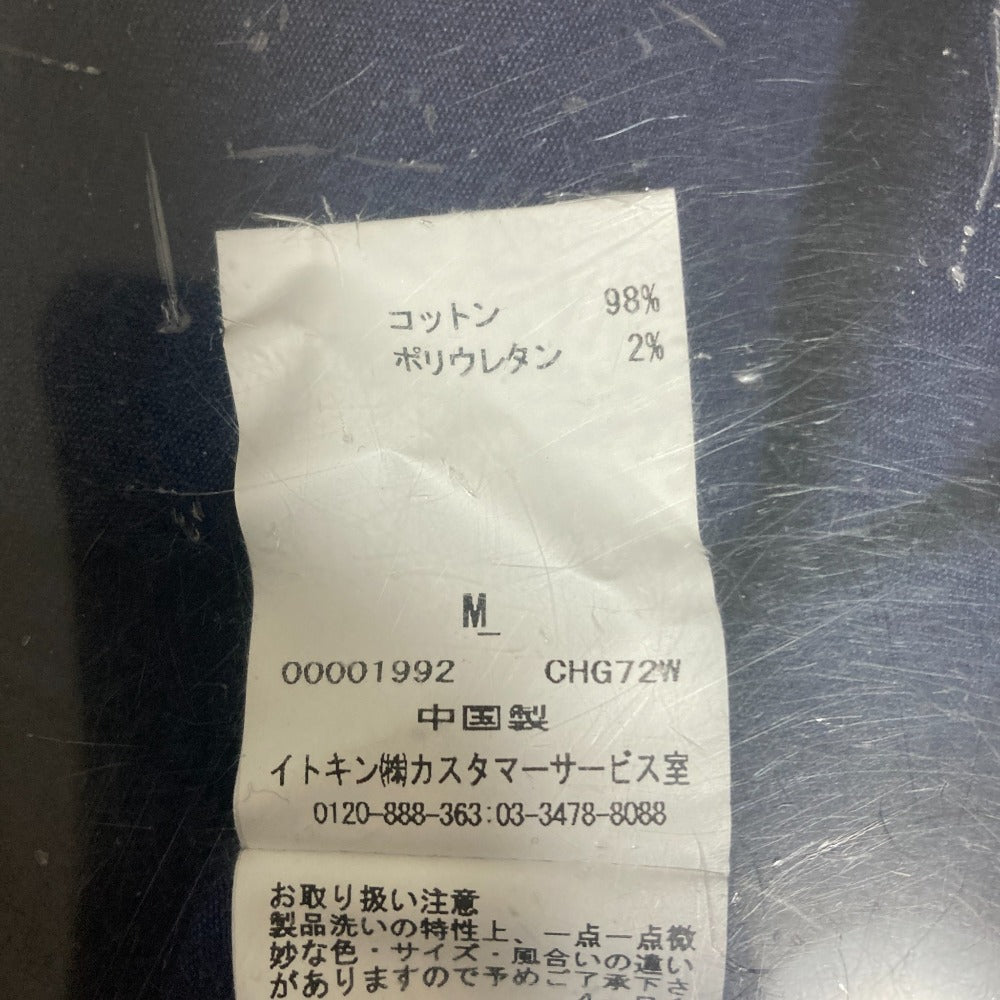 コットン 98%
ポリウレタン 2%
M_
00001992 CHG72W
中国製
イトキン㈱カスタマーサービス室
0120-888-363:03-3478-8088
お取り扱い注意
製品洗いの特性上、一点一点微
妙な色・サイズ・風合いの違い
がありますので予めご了承下さ